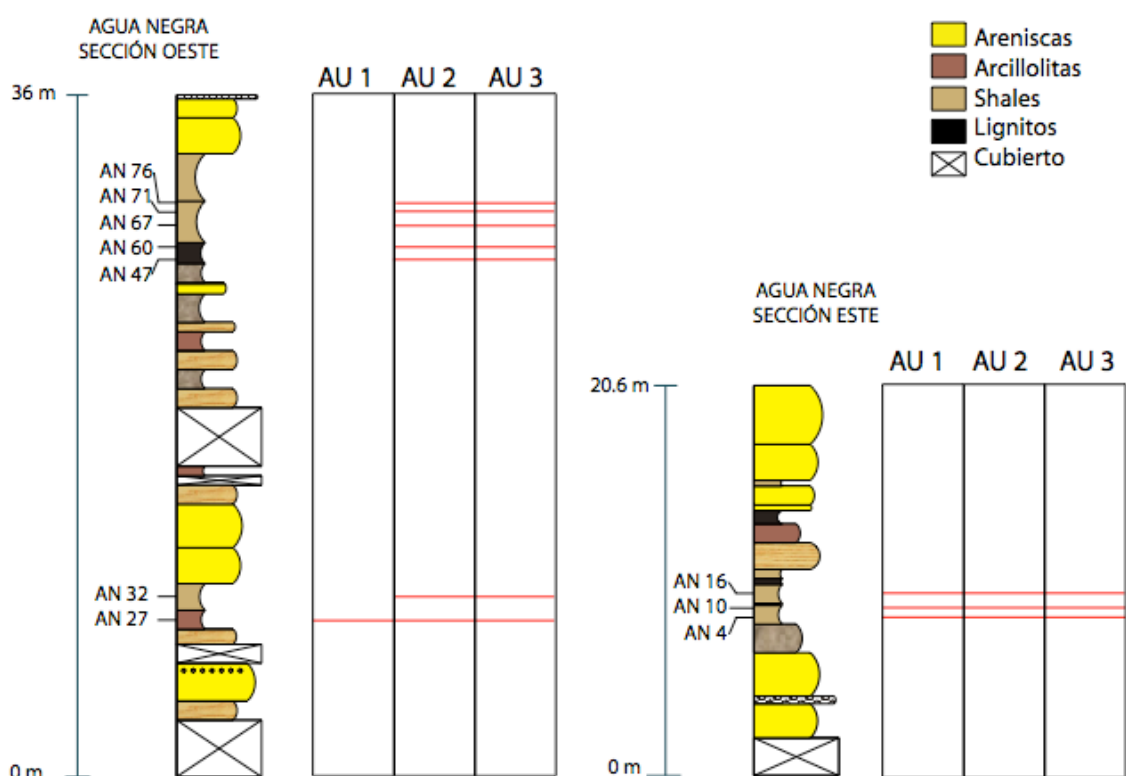 AGUA NEGRA
SECCIÓN OESTE
36 m
AU 1 AU 2 AU 3
AN 76
AN 71
AN 67
AN 60
AN 47
AN 32
AN 27
0 m
Areniscas
Arcillolitas
Shales
Lignitos
Cubierto
AGUA NEGRA
SECCIÓN ESTE
20.6 m
AU 1 AU 2 AU 3
AN 16
AN 10
AN 4
0 m